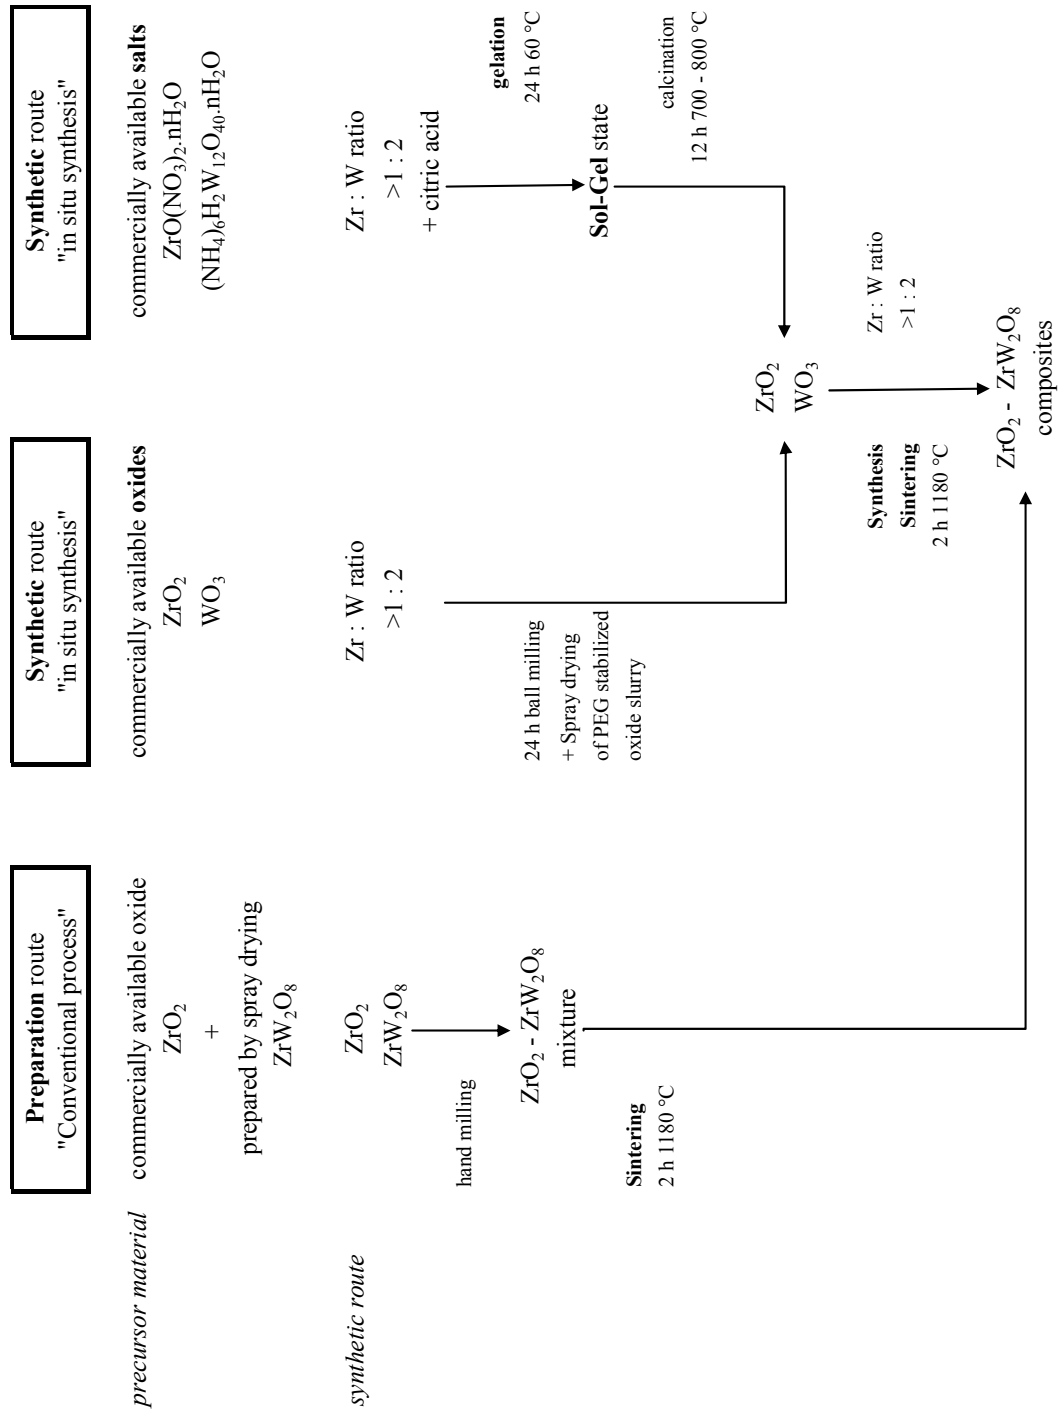 Preparation route
"Conventional process"
Synthetic route
"in situ synthesis"
Synthetic route
"in situ synthesis"
precursor material
commercially available oxide
ZrO2
+
prepared by spray drying
ZrW2O8
commercially available oxides
ZrO2
WO3
commercially available salts
ZrO(NO3)2.nH2O
(NH4)6H2W12O40.nH2O
synthetic route
ZrO2
ZrW2O8
hand milling
ZrO2 - ZrW2O8
mixture
Sintering
2 h 1180 °C
Zr : W ratio
>1 : 2
24 h ball milling
+ Spray drying
of PEG stabilized
oxide slurry
Zr : W ratio
>1 : 2
+ citric acid
gelation
24 h 60 °C
Sol-Gel state
calcination
12 h 700 - 800 °C
ZrO2
WO3
Synthesis
Sintering
2 h 1180 °C
Zr : W ratio
>1 : 2
ZrO2 - ZrW2O8
composites